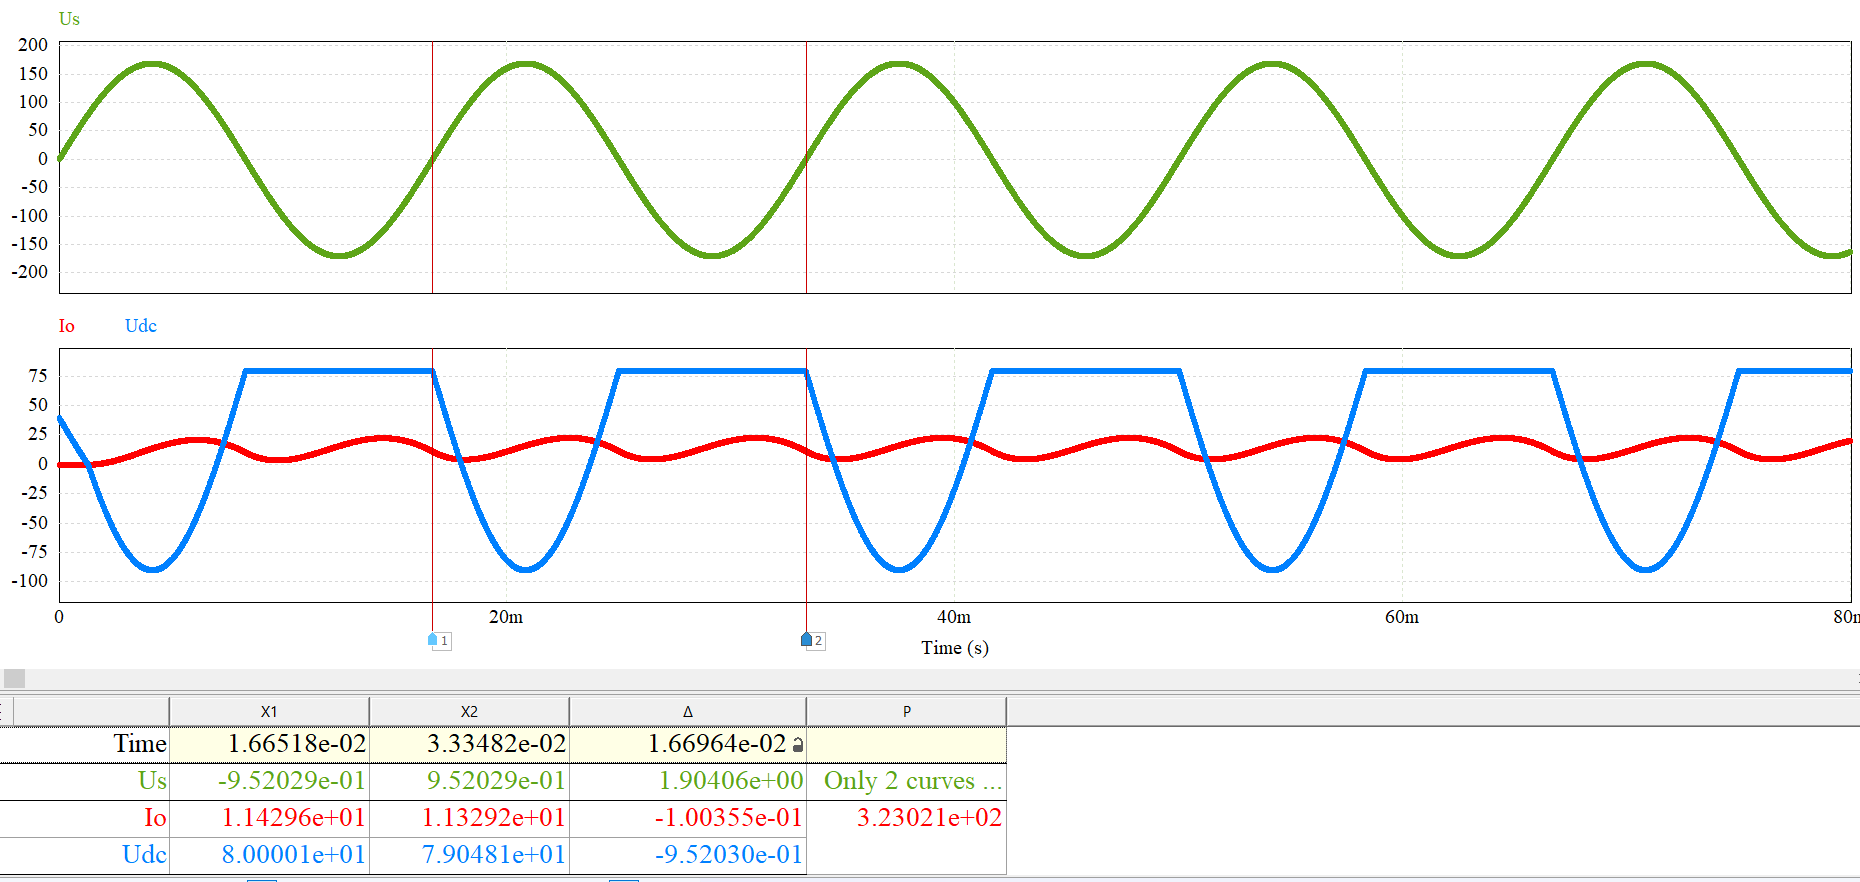 Us
200
150
100
50
0
-50
-100
-150
-200
Io Udc
75
50
25
0
-25
-50
-75
-100
0 20m 40m 60m 80m
1 2
Time (s)
X1 X2 Δ P
Time 1.66518e-02 3.33482e-02 1.66964e-02
Us -9.52029e-01 9.52029e-01 1.90406e+00 Only 2 curves ...
Io 1.14296e+01 1.13292e+01 -1.00355e-01 3.23021e+02
Udc 8.00001e+01 7.90481e+01 -9.52030e-01